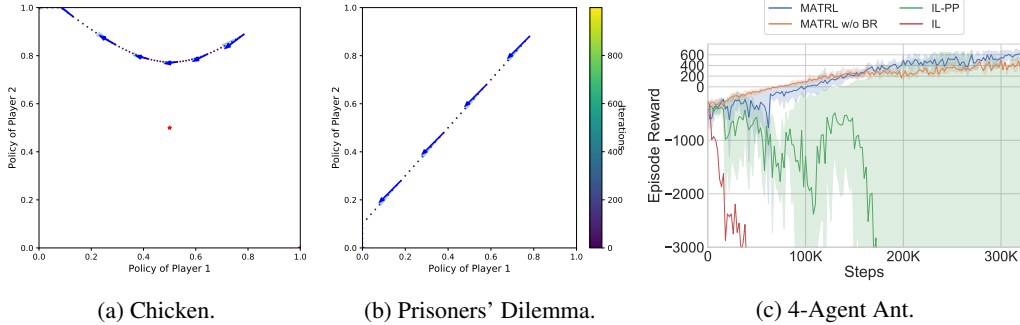 1.0
0.8
0.6
0.4
0.2
0.0
0.0 0.2 0.4 0.6 0.8 1.0
Policy of Player 2
Policy of Player 1
(a) Chicken.
1.0
0.8
0.6
0.4
0.2
0.0
0.0 0.2 0.4 0.6 0.8 1.0
Policy of Player 2
Policy of Player 1
800
600
400
200
0
iterations
(b) Prisoners' Dilemma.
MATRL
MATRL w/o BR
IL-PP
IL
600
400
200
0
-1000
-2000
-3000
Episode Reward
0 100K 200K 300K
Steps
(c) 4-Agent Ant.